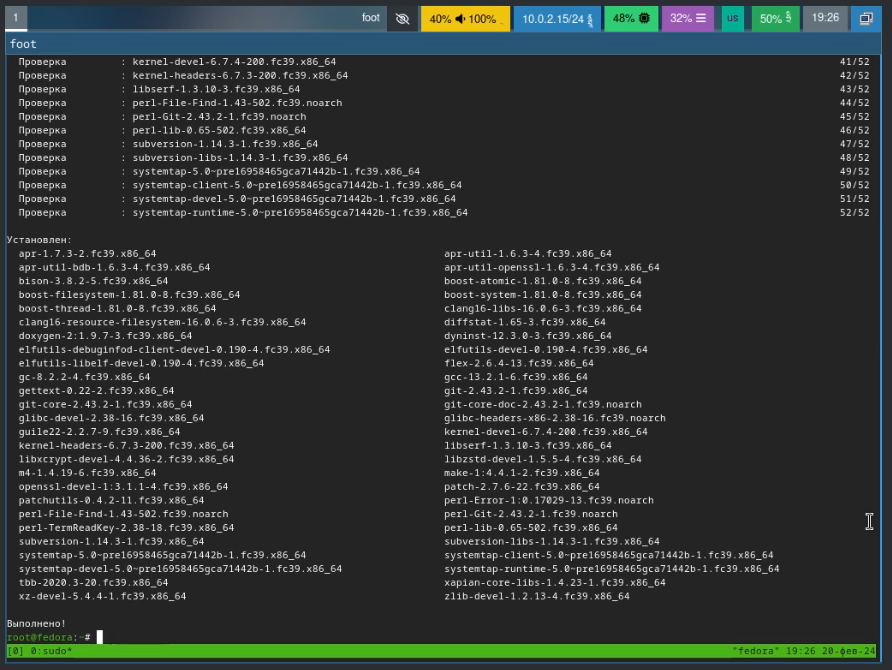 1 foot 40% 100% 10.0.2.15/24 48% 32% us 50% 19:26
foot
Проверка : kernel-devel-6.7.4-200.fc39.x86_64 41/52
Проверка : kernel-headers-6.7.3-200.fc39.x86_64 42/52
Проверка : libserf-1.3.10-3.fc39.x86_64 43/52
Проверка : perl-File-Find-1.43-502.fc39.noarch 44/52
Проверка : perl-Git-2.43.2-1.fc39.noarch 45/52
Проверка : perl-lib-0.65-502.fc39.x86_64 46/52
Проверка : subversion-1.14.3-1.fc39.x86_64 47/52
Проверка : subversion-libs-1.14.3-1.fc39.x86_64 48/52
Проверка : systemtap-5.0~pre16958465gca71442b-1.fc39.x86_64 49/52
Проверка : systemtap-client-5.0~pre16958465gca71442b-1.fc39.x86_64 50/52
Проверка : systemtap-devel-5.0~pre16958465gca71442b-1.fc39.x86_64 51/52
Проверка : systemtap-runtime-5.0~pre16958465gca71442b-1.fc39.x86_64 52/52
Установлен:
apr-1.7.3-2.fc39.x86_64 apr-util-1.6.3-4.fc39.x86_64
apr-util-bdb-1.6.3-4.fc39.x86_64 apr-util-openssl-1.6.3-4.fc39.x86_64
bison-3.8.2-5.fc39.x86_64 boost-atomic-1.81.0-8.fc39.x86_64
boost-filesystem-1.81.0-8.fc39.x86_64 boost-system-1.81.0-8.fc39.x86_64
boost-thread-1.81.0-8.fc39.x86_64 clang16-libs-16.0.6-3.fc39.x86_64
clang16-resource-filesystem-16.0.6-3.fc39.x86_64 diffstat-1.65-3.fc39.x86_64
doxygen-2:1.9.7-3.fc39.x86_64 dyninst-12.3.0-3.fc39.x86_64
elfutils-debuginfod-client-devel-0.190-4.fc39.x86_64 elfutils-devel-0.190-4.fc39.x86_64
elfutils-libelf-devel-0.190-4.fc39.x86_64 flex-2.6.4-13.fc39.x86_64
gc-8.2.2-4.fc39.x86_64 gcc-13.2.1-6.fc39.x86_64
gettext-0.22-2.fc39.x86_64 git-2.43.2-1.fc39.x86_64
git-core-2.43.2-1.fc39.x86_64 git-core-doc-2.43.2-1.fc39.noarch
glibc-devel-2.38-16.fc39.x86_64 glibc-headers-x86-2.38-16.fc39.noarch
guile22-2.2.7-9.fc39.x86_64 kernel-devel-6.7.4-200.fc39.x86_64
kernel-headers-6.7.3-200.fc39.x86_64 libserf-1.3.10-3.fc39.x86_64
libxcrypt-devel-4.4.36-2.fc39.x86_64 libzstd-devel-1.5.5-4.fc39.x86_64
m4-1.4.19-6.fc39.x86_64 make-1:4.4.1-2.fc39.x86_64
openssl-devel-1:3.1.1-4.fc39.x86_64 patch-2.7.6-22.fc39.x86_64
patchutils-0.4.2-11.fc39.x86_64 perl-Error-1:0.17029-13.fc39.noarch
perl-File-Find-1.43-502.fc39.noarch perl-Git-2.43.2-1.fc39.noarch
perl-TermReadKey-2.38-18.fc39.x86_64 perl-lib-0.65-502.fc39.x86_64
subversion-1.14.3-1.fc39.x86_64 subversion-libs-1.14.3-1.fc39.x86_64
systemtap-5.0~pre16958465gca71442b-1.fc39.x86_64 systemtap-client-5.0~pre16958465gca71442b-1.fc39.x86_64
systemtap-devel-5.0~pre16958465gca71442b-1.fc39.x86_64 systemtap-runtime-5.0~pre16958465gca71442b-1.fc39.x86_64
tbb-2020.3-20.fc39.x86_64 xapian-core-libs-1.4.23-1.fc39.x86_64
xz-devel-5.4.4-1.fc39.x86_64 zlib-devel-1.2.13-4.fc39.x86_64
Выполнено!
root@fedora:~#
[0] 0:sudo* "fedora" 19:26 20-фев-24